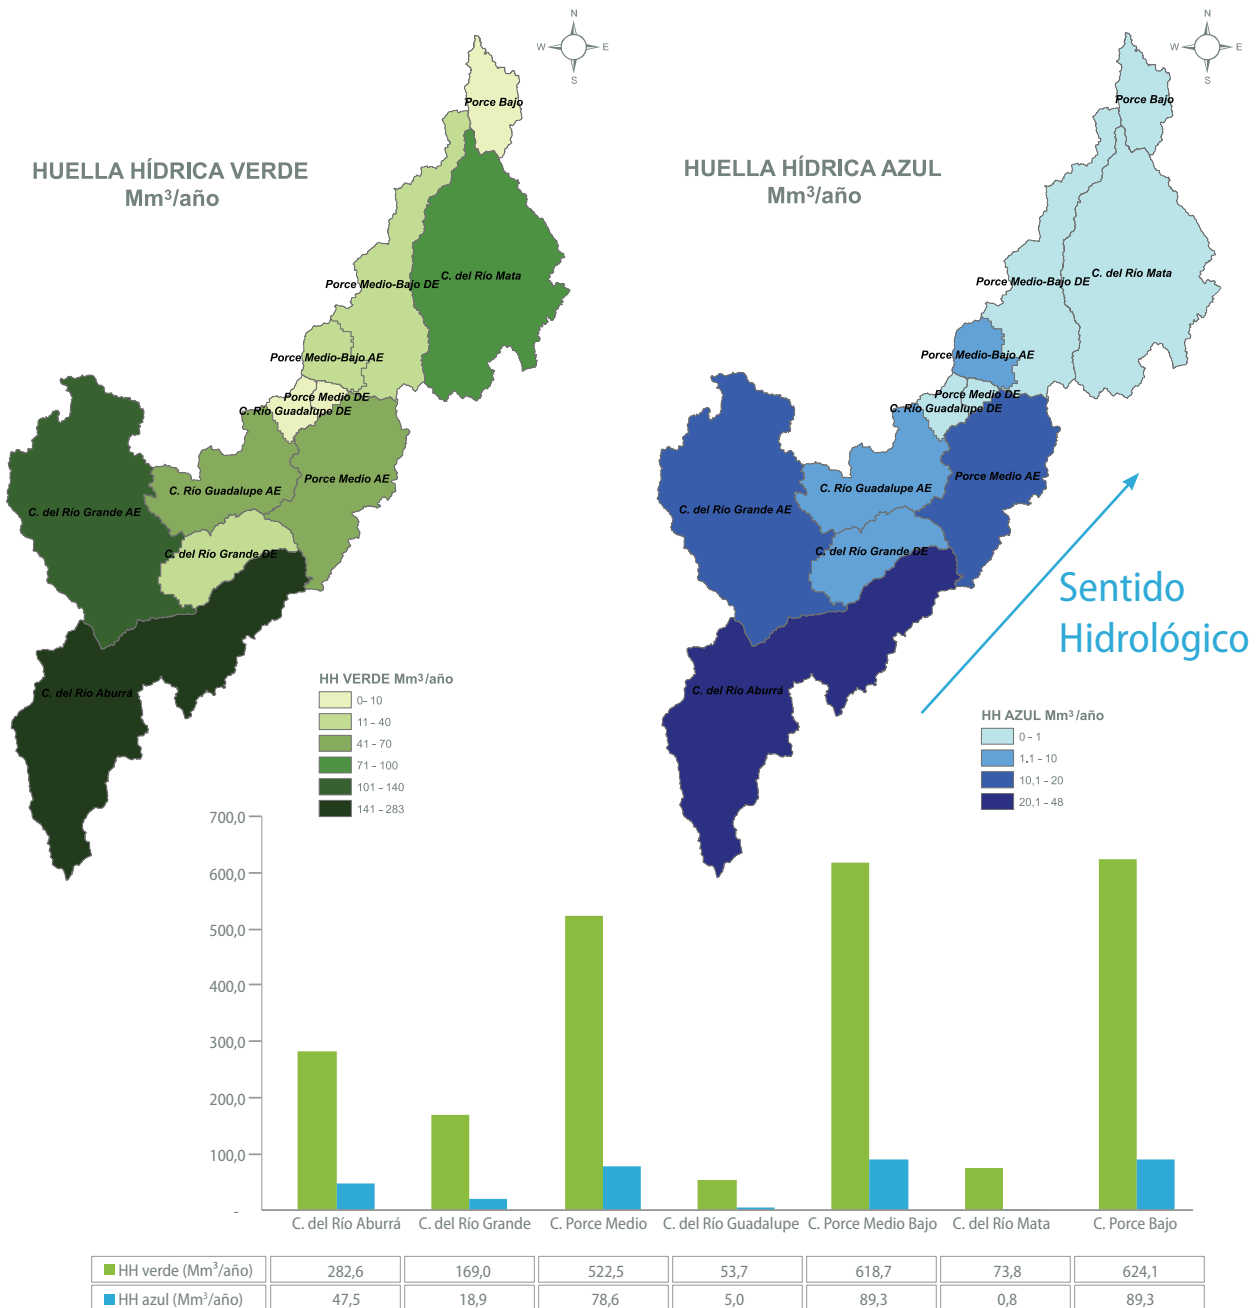 N
W
E
S
HUELLA HÍDRICA VERDE
Mm³/año
Porce Bajo
C. del Río Mata
Porce Medio-Bajo DE
Porce Medio-Bajo AE
Porce Medio DE
C. Río Guadalupe DE
Porce Medio AE
C. Río Guadalupe AE
C. del Río Grande AE
C. del Río Grande DE
C. del Río Aburrá
HH VERDE Mm³/año
0- 10
11 - 40
41 - 70
71 - 100
101 - 140
141 - 283
N
W
E
S
HUELLA HÍDRICA AZUL
Mm³/año
Porce Bajo
C. del Río Mata
Porce Medio-Bajo DE
Porce Medio-Bajo AE
Porce Medio DE
C. Río Guadalupe DE
Porce Medio AE
C. Río Guadalupe AE
C. del Río Grande AE
C. del Río Grande DE
C. del Río Aburrá
Sentido
Hidrológico
HH AZUL Mm³/año
0 - 1
1,1 - 10
10,1 - 20
20,1 - 48
700,0
600,0
500,0
400,0
300,0
200,0
100,0
-
C. del Río Aburrá C. del Río Grande C. Porce Medio C. del Río Guadalupe C. Porce Medio Bajo C. del Río Mata C. Porce Bajo
HH verde (Mm³/año) 282,6 169,0 522,5 53,7 618,7 73,8 624,1
HH azul (Mm³/año) 47,5 18,9 78,6 5,0 89,3 0,8 89,3